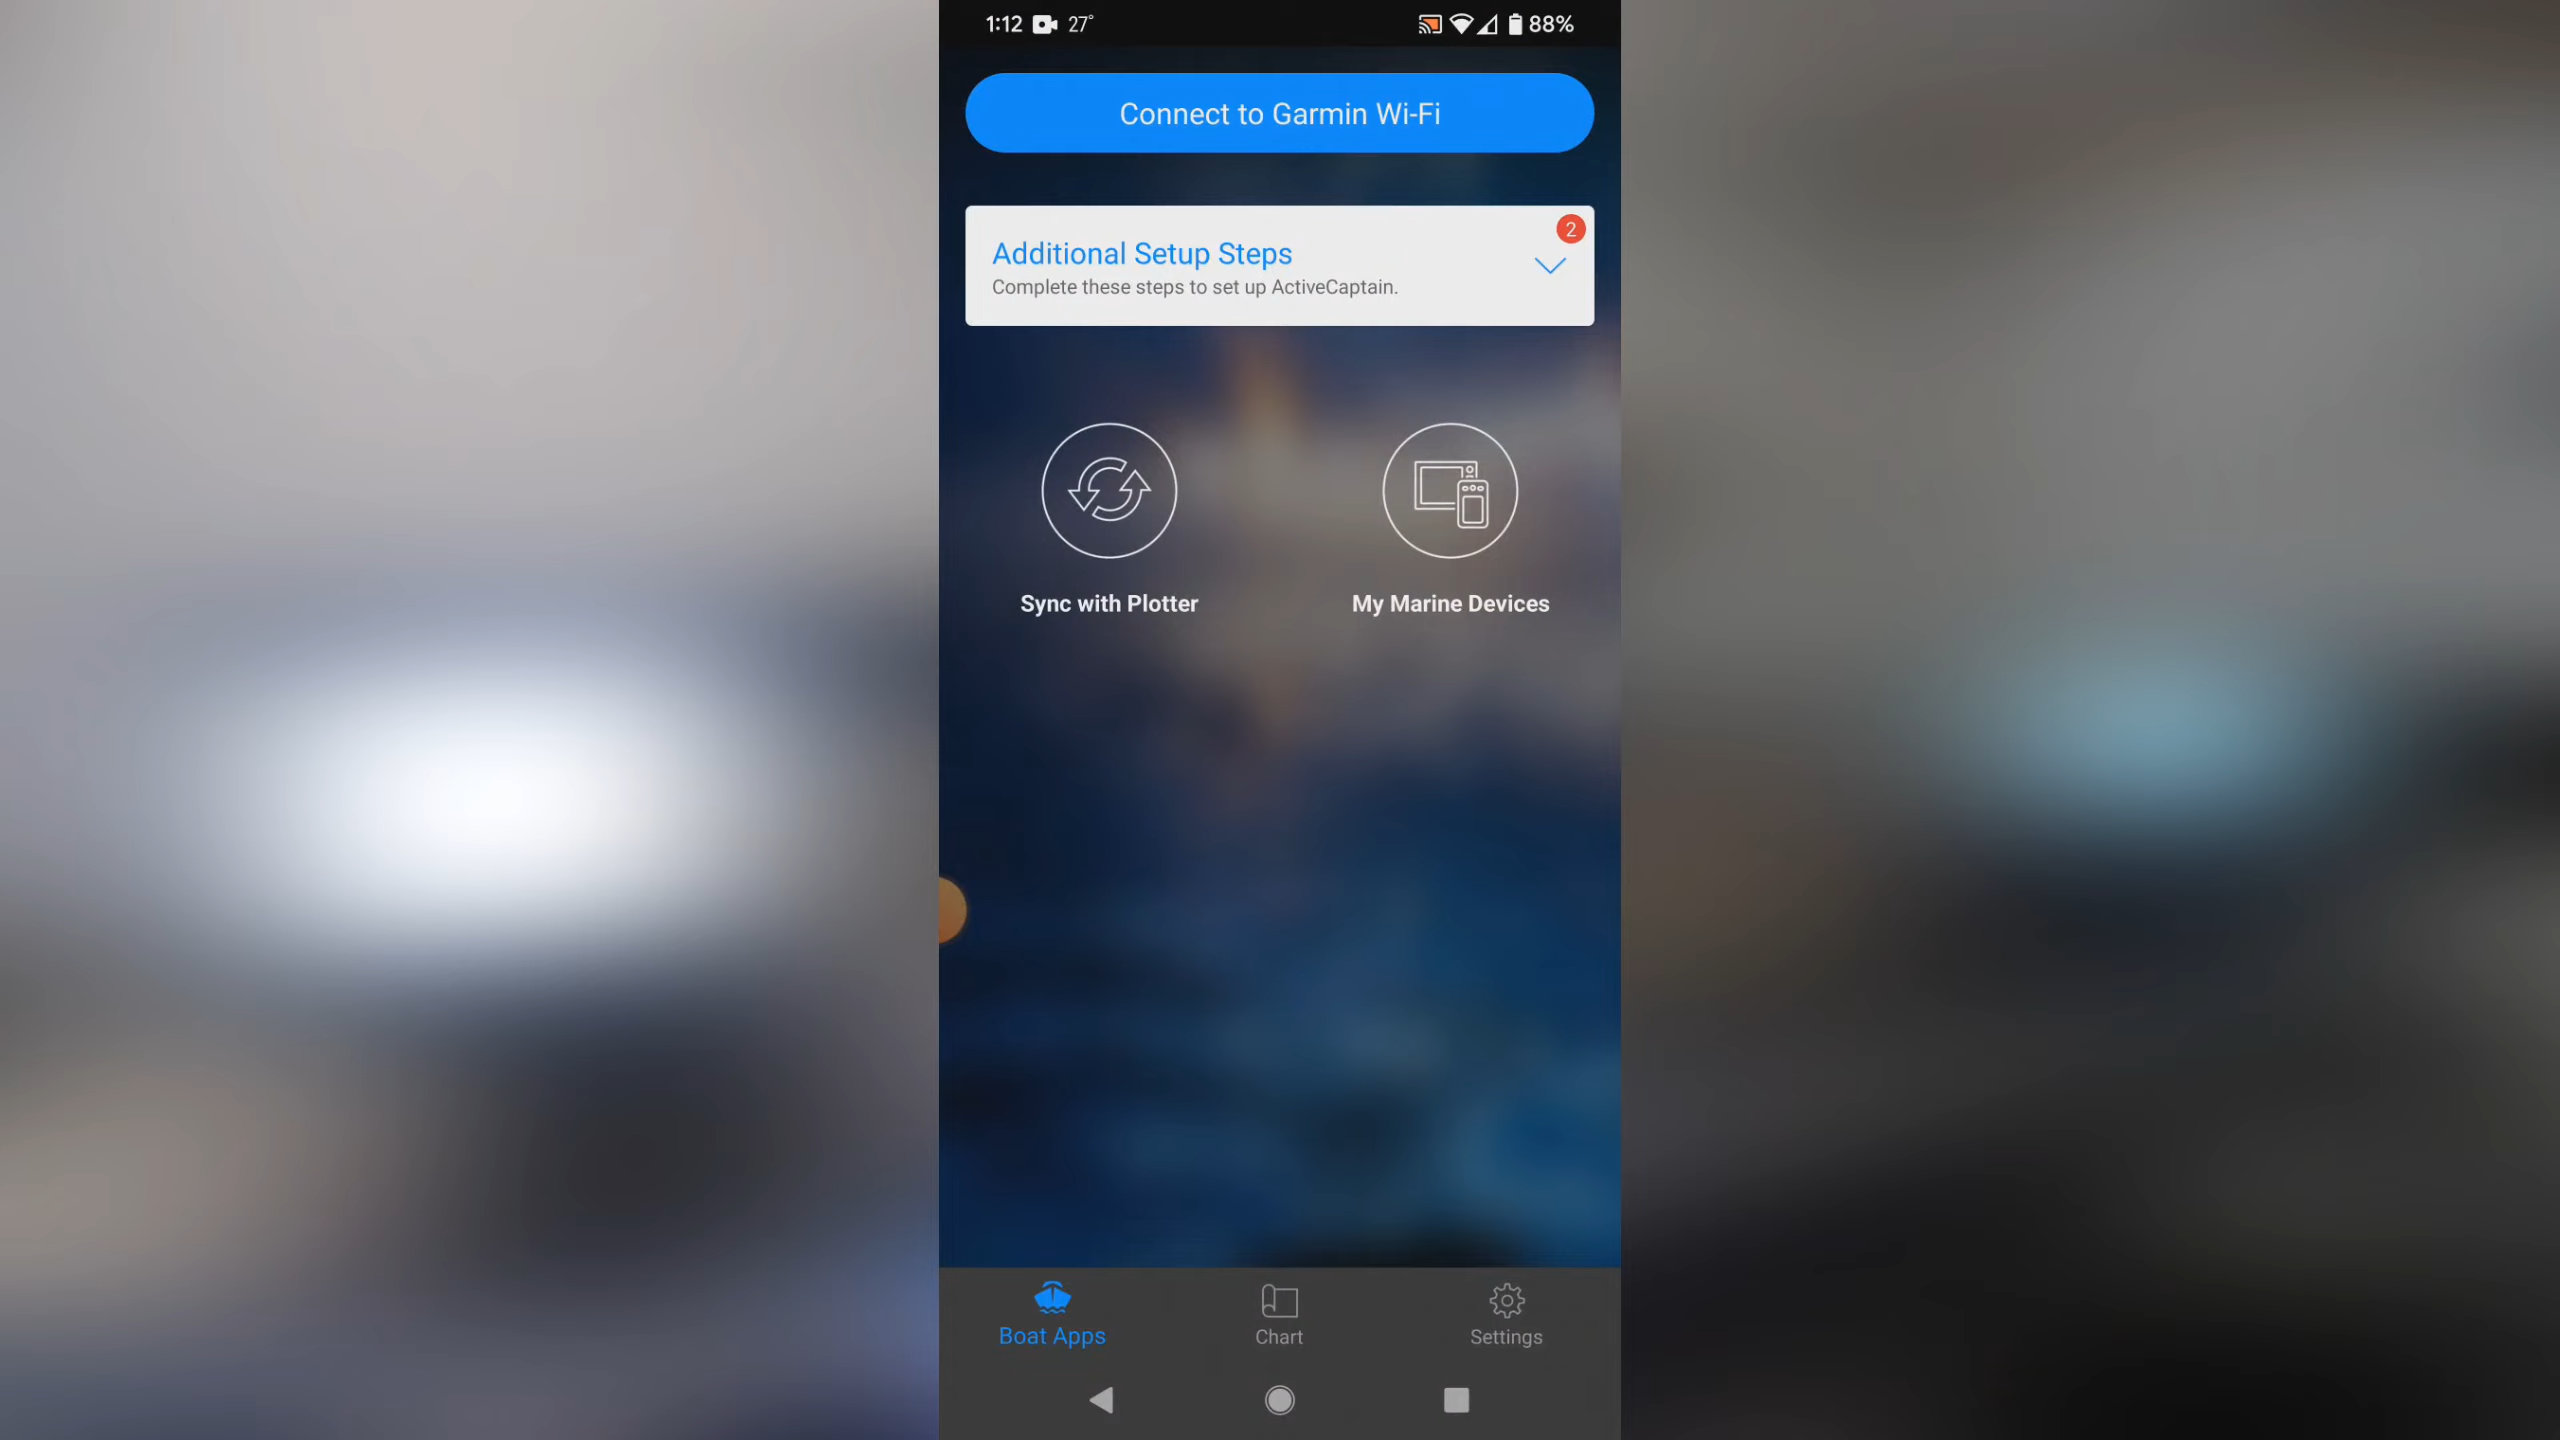 1:12 27°
88%
Connect to Garmin Wi-Fi
2
Additional Setup Steps
Complete these steps to set up ActiveCaptain.
Sync with Plotter
My Marine Devices
Boat Apps
Chart
Settings